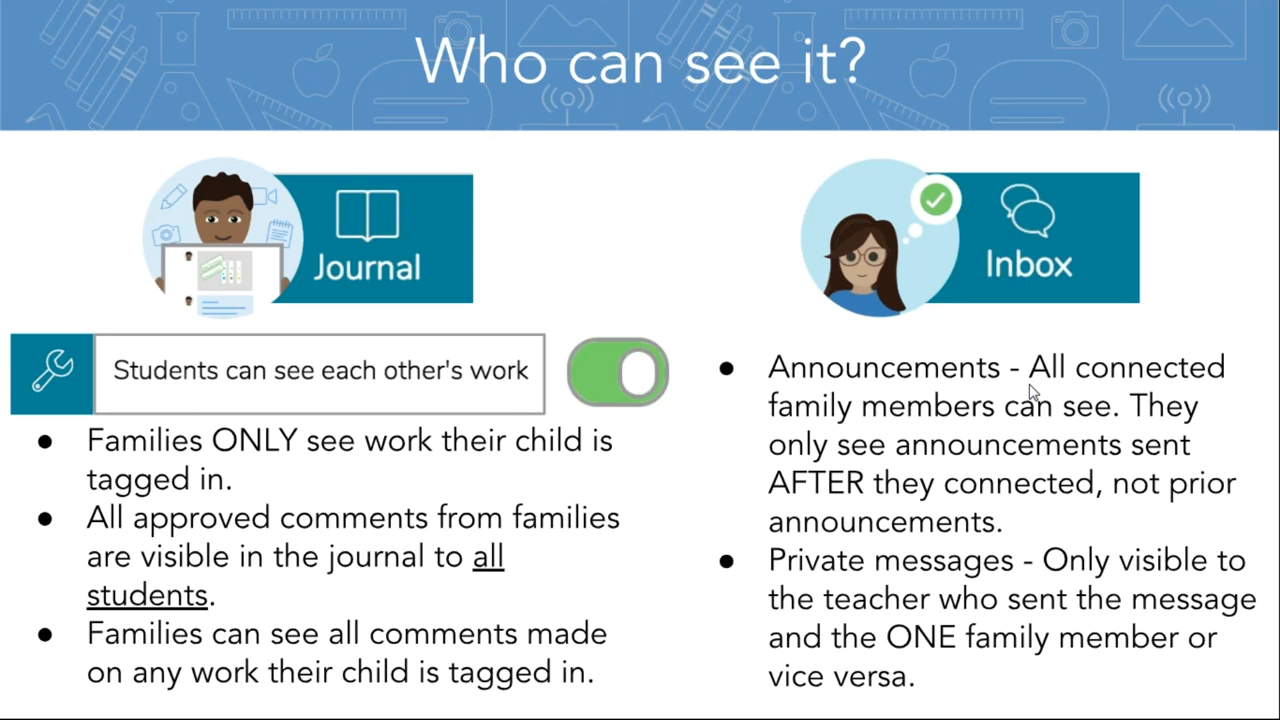 Who can see it?
Journal
Students can see each other's work
● Families ONLY see work their child is
tagged in.
● All approved comments from families
are visible in the journal to all
students.
● Families can see all comments made
on any work their child is tagged in.
Inbox
● Announcements - All connected
family members can see. They
only see announcements sent
AFTER they connected, not prior
announcements.
● Private messages - Only visible to
the teacher who sent the message
and the ONE family member or
vice versa.